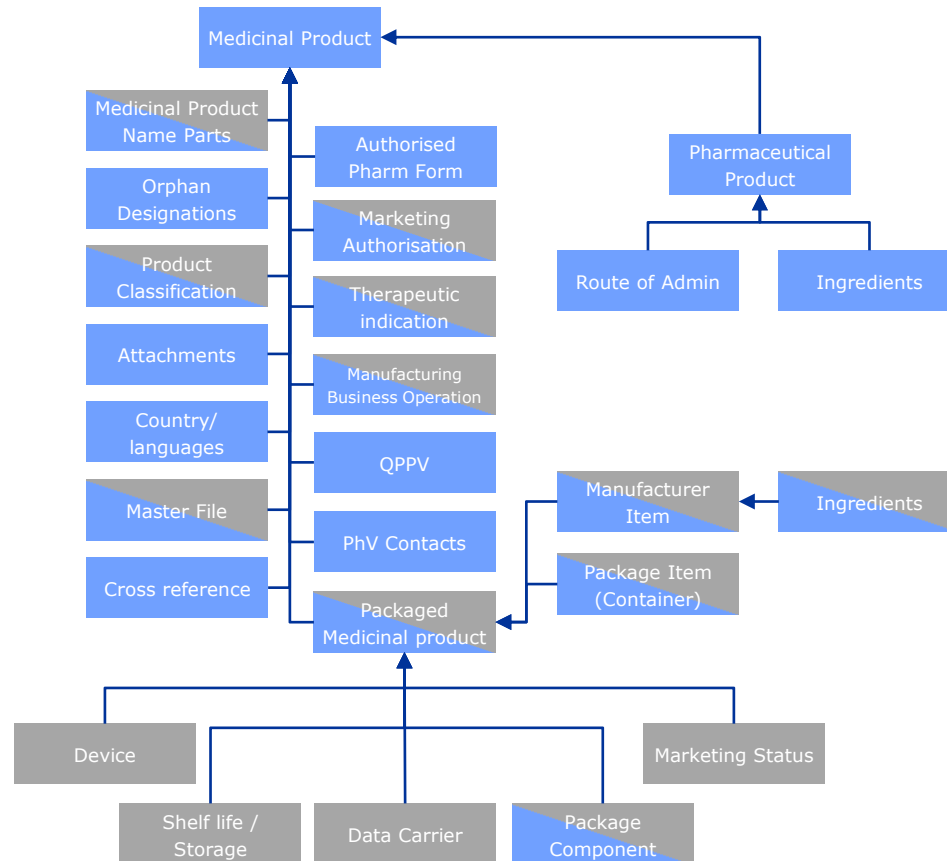 Medicinal Product
Medicinal Product
Name Parts
Authorised
Pharm Form
Pharmaceutical
Product
Orphan
Designations
Marketing
Authorisation
Product
Classification
Route of Admin
Ingredients
Therapeutic
indication
Attachments
Manufacturing
Business Operation
Country/
languages
QPPV
Master File
Manufacturer
Item
Ingredients
PhV Contacts
Cross reference
Package Item
(Container)
Packaged
Medicinal product
Device
Marketing Status
Shelf life /
Storage
Data Carrier
Package
Component